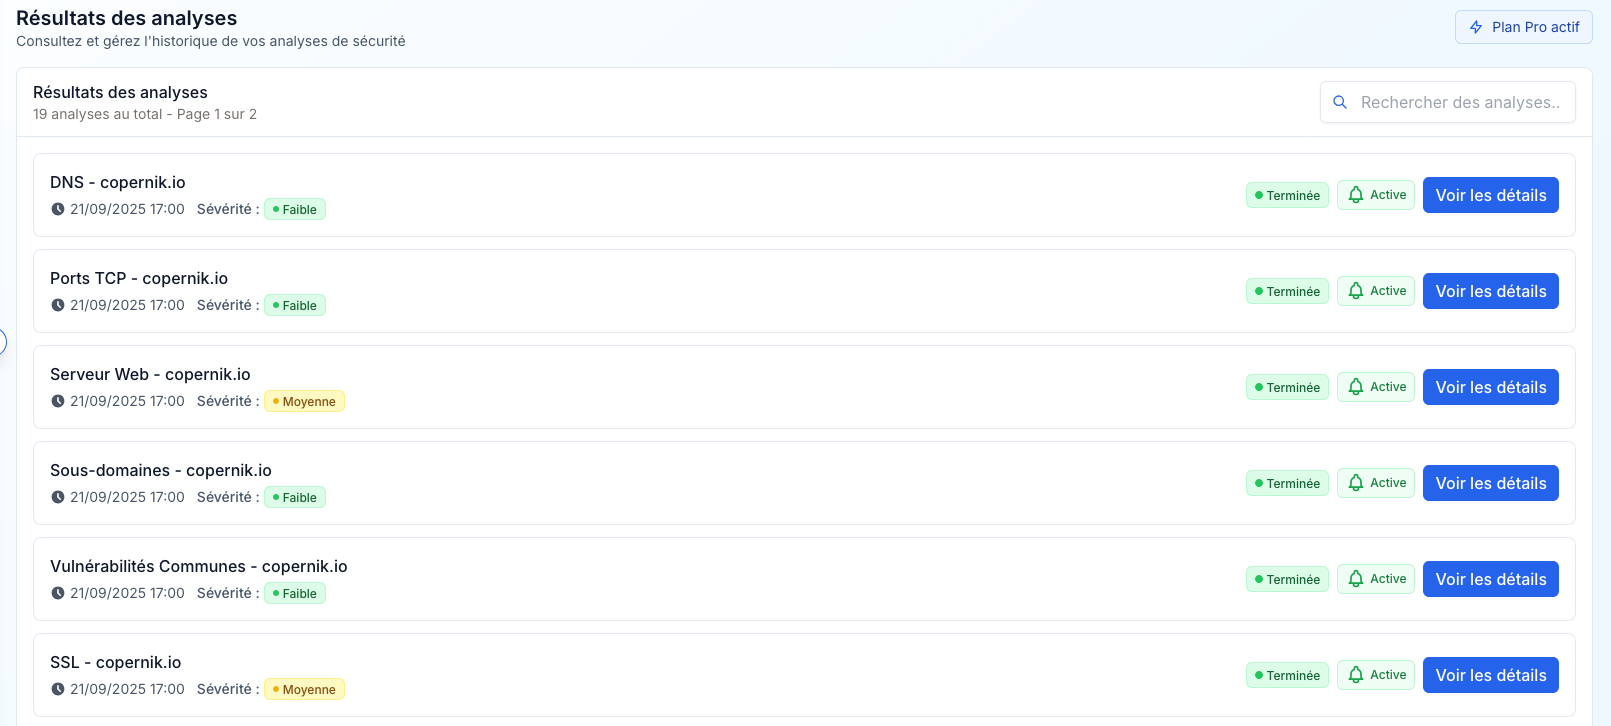 Résultats des analyses
Consultez et gérez l'historique de vos analyses de sécurité
Plan Pro actif
Résultats des analyses
19 analyses au total - Page 1 sur 2
Rechercher des analyses..
DNS - copernik.io
21/09/2025 17:00 Sévérité : Faible
Terminée Active Voir les détails
Ports TCP - copernik.io
21/09/2025 17:00 Sévérité : Faible
Terminée Active Voir les détails
Serveur Web - copernik.io
21/09/2025 17:00 Sévérité : Moyenne
Terminée Active Voir les détails
Sous-domaines - copernik.io
21/09/2025 17:00 Sévérité : Faible
Terminée Active Voir les détails
Vulnérabilités Communes - copernik.io
21/09/2025 17:00 Sévérité : Faible
Terminée Active Voir les détails
SSL - copernik.io
21/09/2025 17:00 Sévérité : Moyenne
Terminée Active Voir les détails